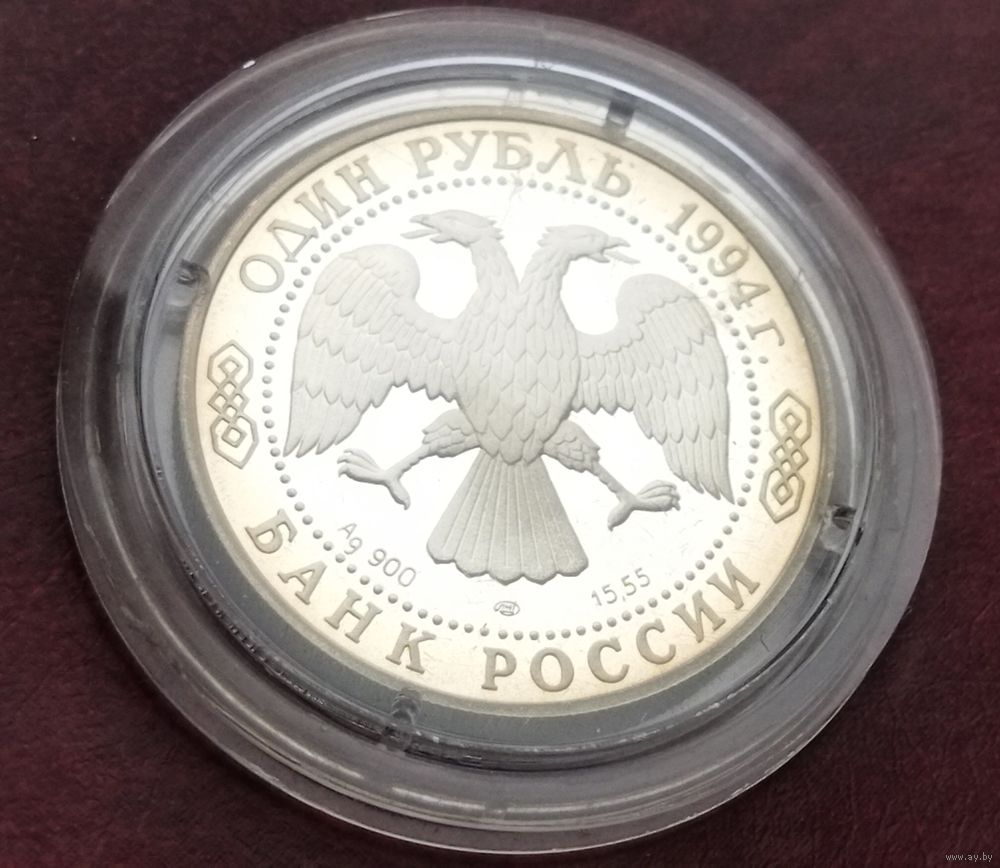 ОДИН РУБЛЬ 1994 г.
Ag 900
15,55
БАНК РОССИИ
www.ay.by